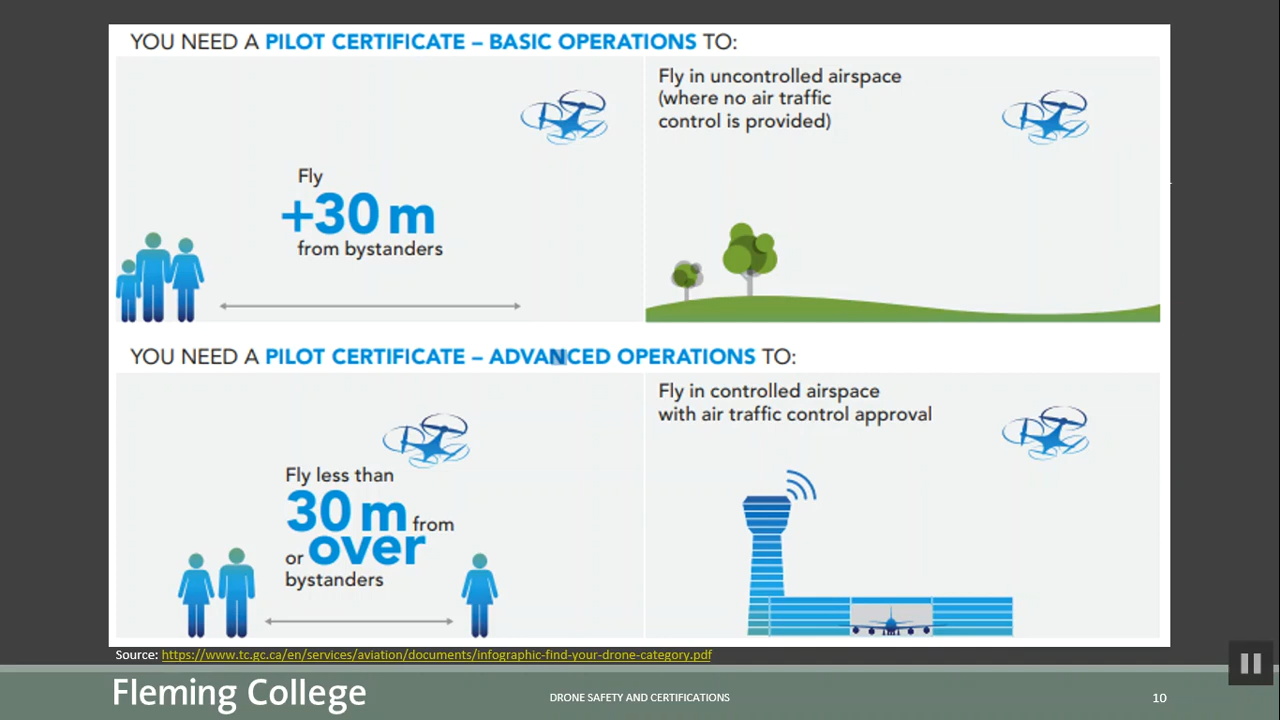 YOU NEED A PILOT CERTIFICATE – BASIC OPERATIONS TO:
Fly
+30 m
from bystanders
Fly in uncontrolled airspace
(where no air traffic
control is provided)
YOU NEED A PILOT CERTIFICATE – ADVANCED OPERATIONS TO:
Fly less than
30 m from
or over
bystanders
Fly in controlled airspace
with air traffic control approval
Source: https://www.tc.gc.ca/en/services/aviation/documents/infographic-find-your-drone-category.pdf
Fleming College
DRONE SAFETY AND CERTIFICATIONS
10